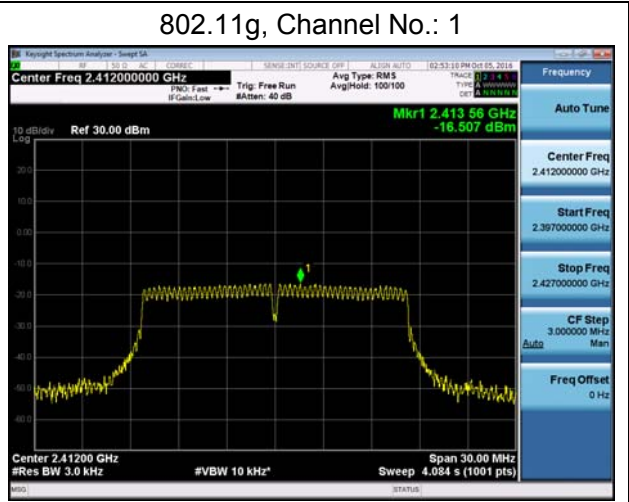 802.11g, Channel No.: 1
Keysight Spectrum Analyzer - Swept SA
RF 50 Ω AC CORREC SENSE:INT SOURCE OFF ALIGN AUTO 02:53:10 PM Oct 05, 2016
Center Freq 2.412000000 GHz
PNO: Fast
IFGain:Low
Trig: Free Run
#Atten: 40 dB
Avg Type: RMS
Avg|Hold: 100/100
TRACE 1 2 3 4 5 6
TYPE A WWWWW
DET A N N N N N
Frequency
Mkr1 2.413 56 GHz
-16.507 dBm
10 dB/div Ref 30.00 dBm
Log
20.0
10.0
0.00
-10.0
-20.0
-30.0
-40.0
-50.0
-60.0
1
Center 2.41200 GHz
#Res BW 3.0 kHz
#VBW 10 kHz*
Span 30.00 MHz
Sweep 4.084 s (1001 pts)
MSG
STATUS
Auto Tune
Center Freq
2.412000000 GHz
Start Freq
2.397000000 GHz
Stop Freq
2.427000000 GHz
CF Step
3.000000 MHz
Auto Man
Freq Offset
0 Hz